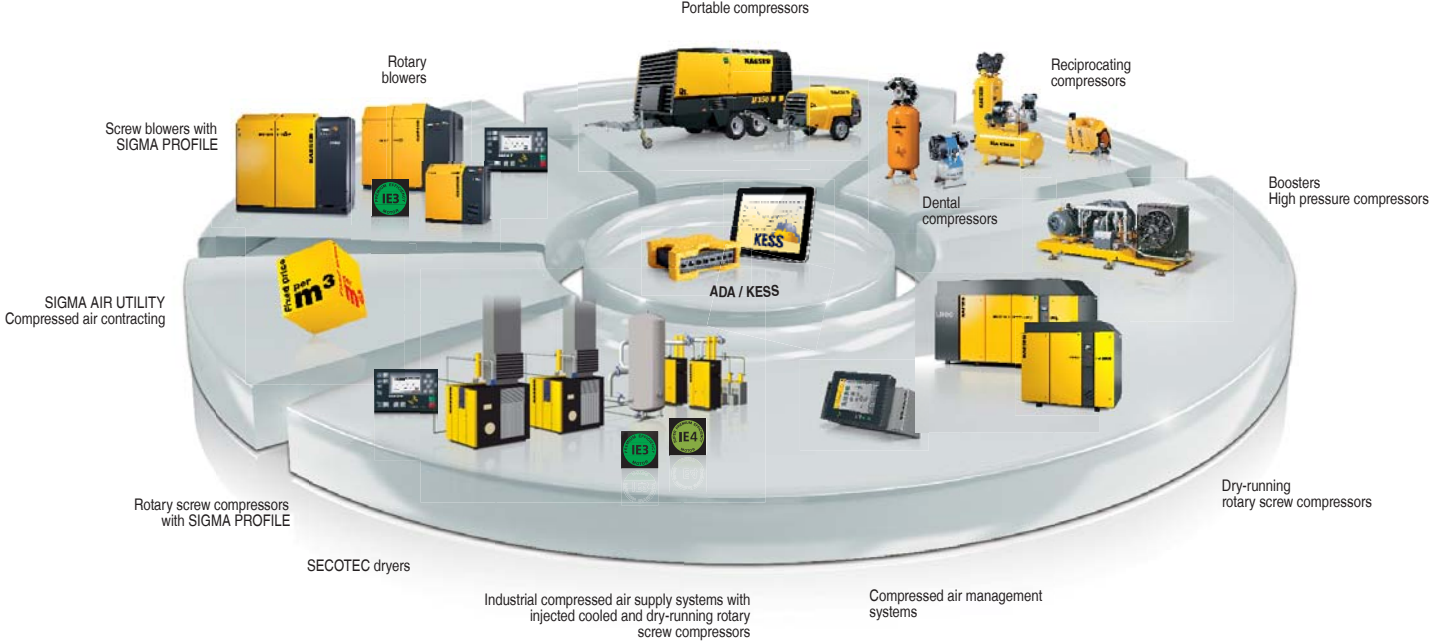 Portable compressors
Rotary
blowers
Reciprocating
compressors
Screw blowers with
SIGMA PROFILE
KAESER
IE3
Boosters
High pressure compressors
Dental
compressors
KESS
Fixed price
per
m³
ADA / KESS
SIGMA AIR UTILITY
Compressed air contracting
IE3
IE4
Dry-running
rotary screw compressors
Rotary screw compressors
with SIGMA PROFILE
SECOTEC dryers
Industrial compressed air supply systems with
injected cooled and dry-running rotary
screw compressors
Compressed air management
systems